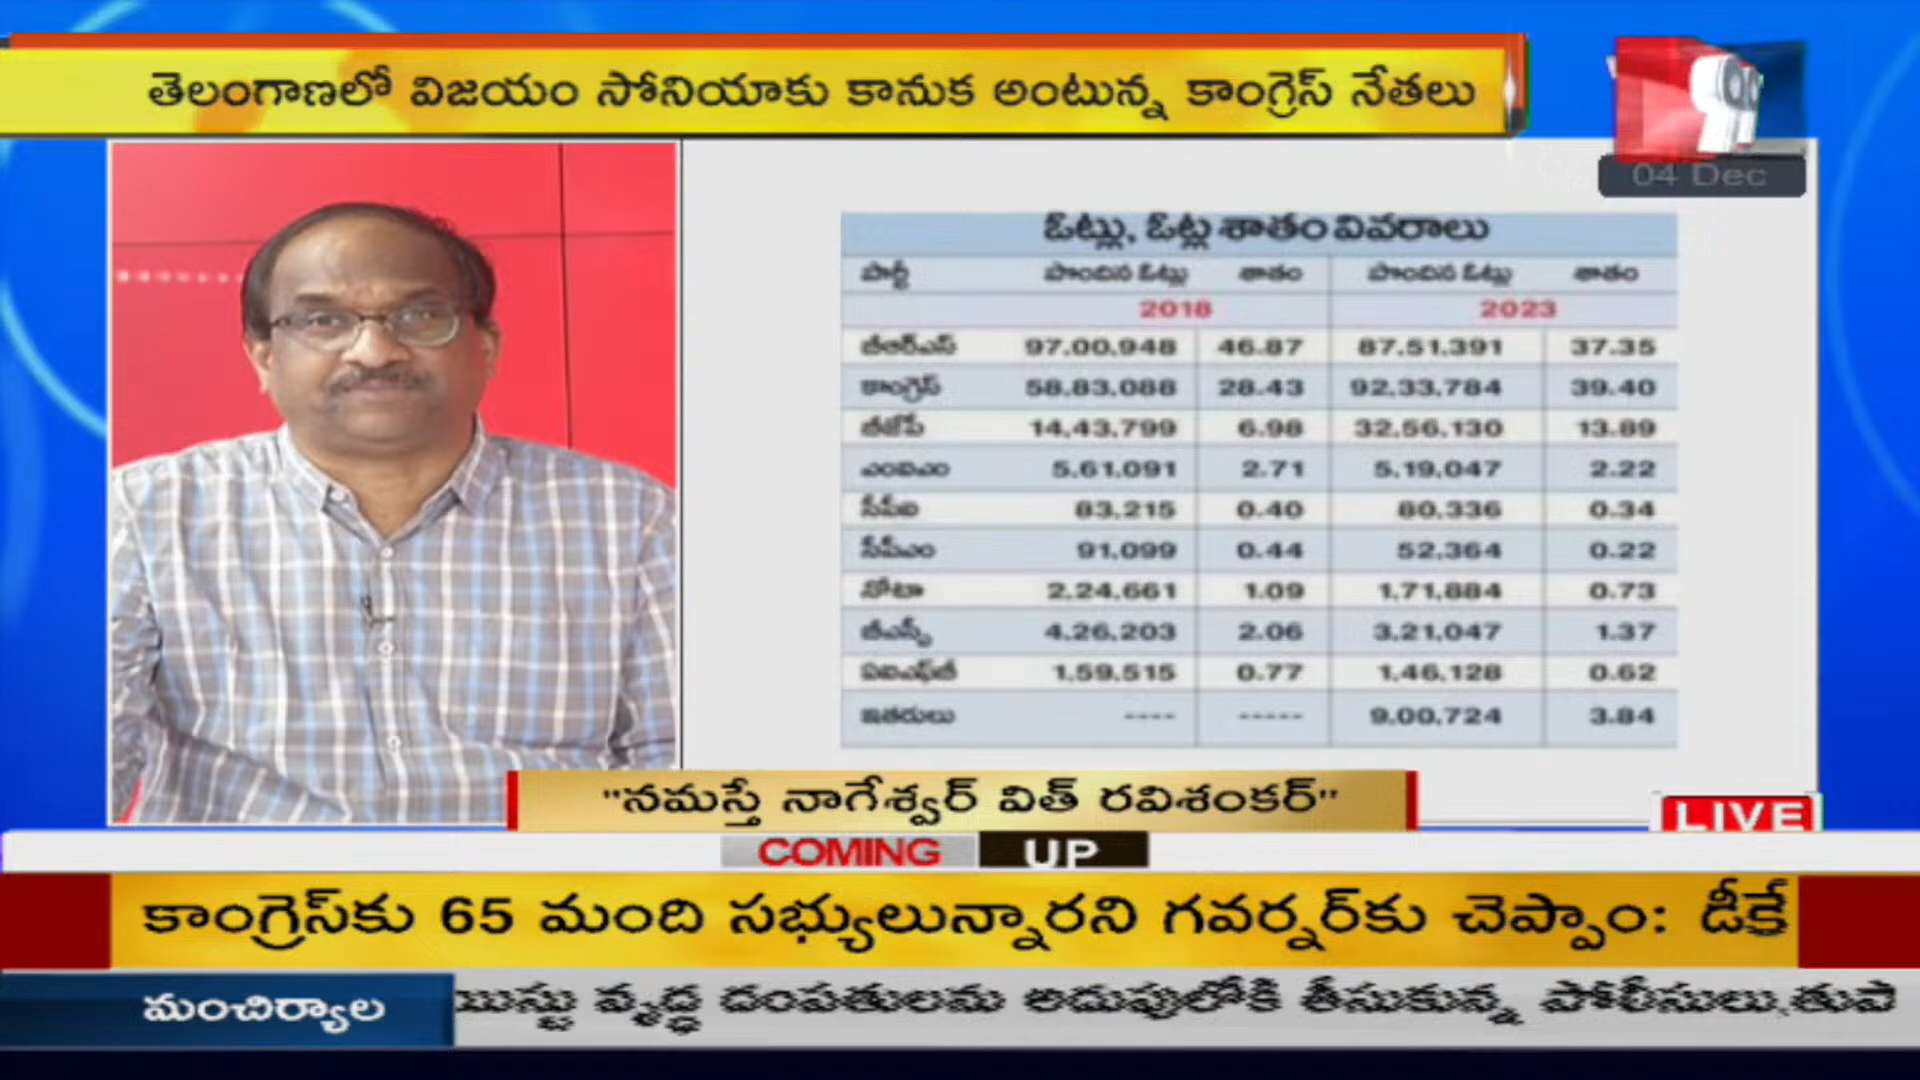 తెలంగాణలో విజయం సోనియాకు కానుక అంటున్న కాంగ్రెస్ నేతలు
04 Dec
ఓట్లు, ఓట్ల శాతం వివరాలు
పార్టీ పొందిన ఓట్లు శాతం పొందిన ఓట్లు శాతం
2018 2023
బీఆర్ఎస్ 97,00,948 46.87 87,51,391 37.35
కాంగ్రెస్ 58,83,088 28.43 92,33,784 39.40
బీజేపీ 14,43,799 6.98 32,56,130 13.89
ఎంఐఎం 5,61,091 2.71 5,19,047 2.22
సీపీఐ 83,215 0.40 80,336 0.34
సీపీఎం 91,099 0.44 52,364 0.22
నోటా 2,24,661 1.09 1,71,884 0.73
బీఎస్పీ 4,26,203 2.06 3,21,047 1.37
ఏఐఎఫ్‌బీ 1,59,515 0.77 1,46,128 0.62
ఇతరులు ---- ----- 9,00,724 3.84
"నమస్తే నాగేశ్వర్ విత్ రవిశంకర్"
LIVE
COMING UP
కాంగ్రెస్‌కు 65 మంది సభ్యులున్నారని గవర్నర్‌కు చెప్పాం: డీకే
మంచిర్యాల
వృద్ధ దంపతులను అదుపులోకి తీసుకున్న పోలీసులు,